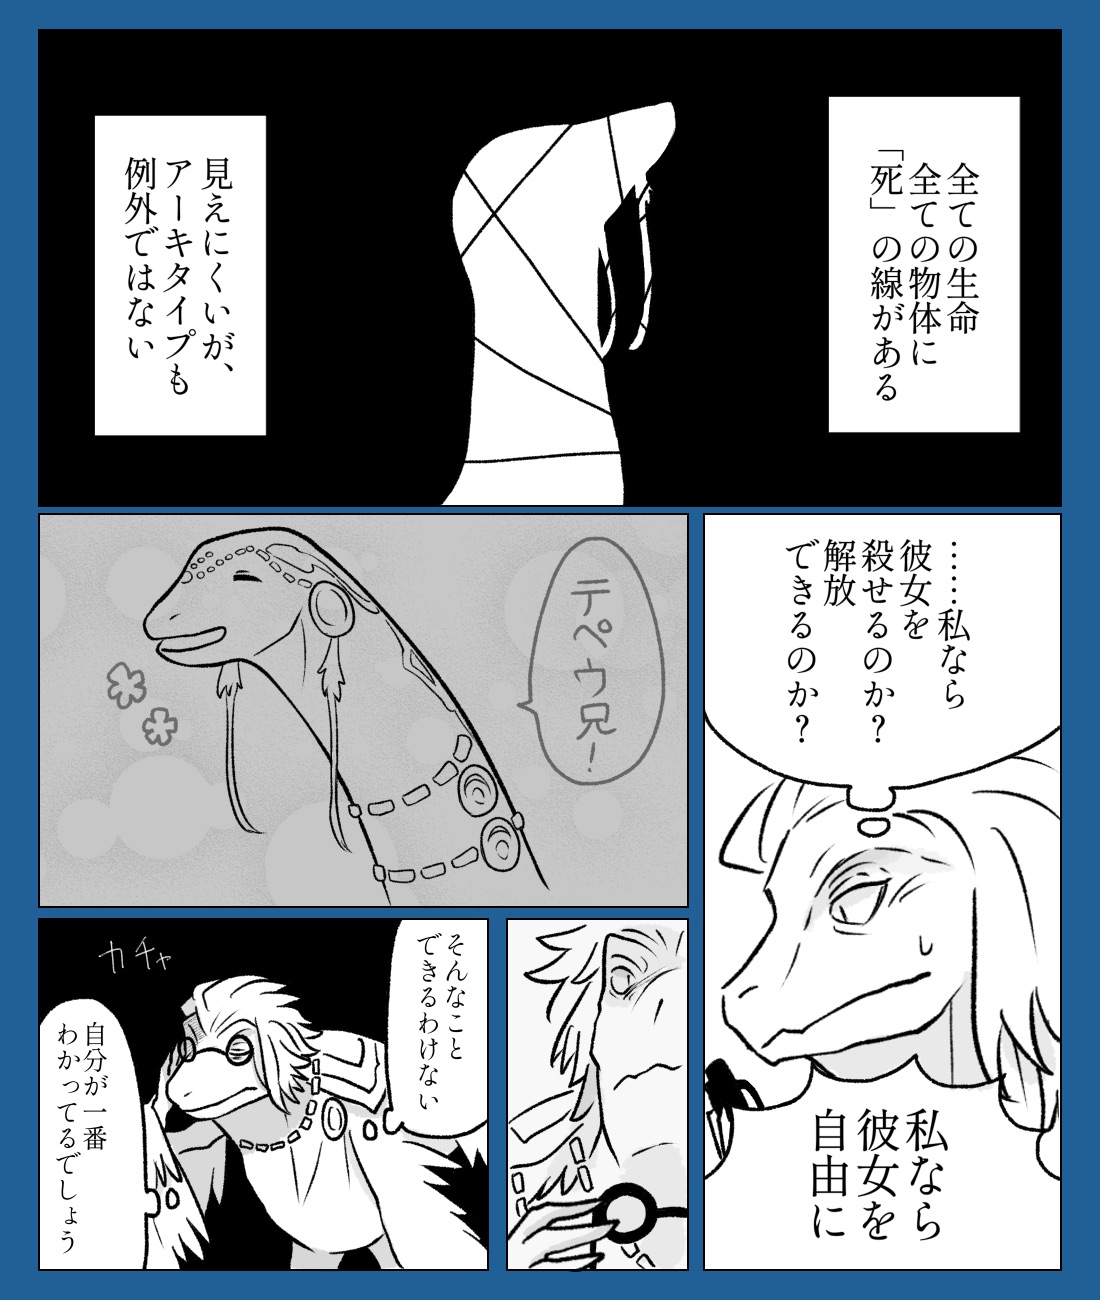 全ての生命
全ての物体に
「死」の線がある
見えにくいが、
アーキタイプも
例外ではない
……私なら
彼女を
殺せるのか？
解放
できるのか？
私なら
彼女を
自由に
テペウ兄！
そんなこと
できるわけない
カチャ
自分が一番
わかってるでしょう